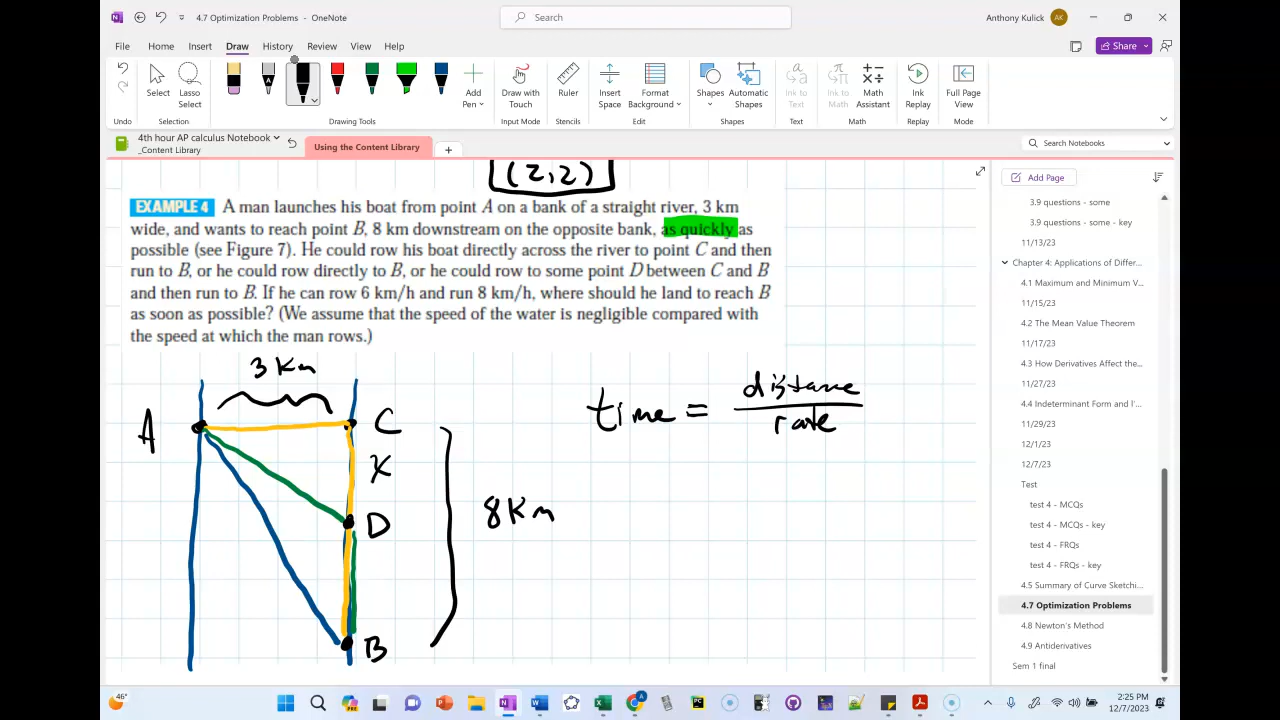 4.7 Optimization Problems - OneNote
Search
Anthony Kulick
AK
File Home Insert Draw History Review View Help
Share
Undo
Select
Lasso Select
Selection
Drawing Tools
Add Pen
Draw with Touch
Input Mode
Ruler
Stencils
Insert Space
Format Background
Edit
Shapes
Automatic Shapes
Shapes
Ink to Text
Text
Ink to Math
Math Assistant
Math
Ink Replay
Replay
Full Page View
Mode
4th hour AP calculus Notebook
_Content Library
Using the Content Library
Search Notebooks
(2,2)
EXAMPLE 4 A man launches his boat from point A on a bank of a straight river, 3 km
wide, and wants to reach point B, 8 km downstream on the opposite bank, as quickly as
possible (see Figure 7). He could row his boat directly across the river to point C and then
run to B, or he could row directly to B, or he could row to some point D between C and B
and then run to B. If he can row 6 km/h and run 8 km/h, where should he land to reach B
as soon as possible? (We assume that the speed of the water is negligible compared with
the speed at which the man rows.)
3 Km
A
C
x
D
B
8Km
time = distance
rate
Add Page
3.9 questions - some
3.9 questions - some - key
11/13/23
Chapter 4: Applications of Differ...
4.1 Maximum and Minimum V...
11/15/23
4.2 The Mean Value Theorem
11/17/23
4.3 How Derivatives Affect the...
11/27/23
4.4 Indeterminant Form and l'...
11/29/23
12/1/23
12/7/23
Test
test 4 - MCQs
test 4 - MCQs - key
test 4 - FRQs
test 4 - FRQs - key
4.5 Summary of Curve Sketchi...
4.7 Optimization Problems
4.8 Newton's Method
4.9 Antiderivatives
Sem 1 final
46°
2:25 PM
12/7/2023